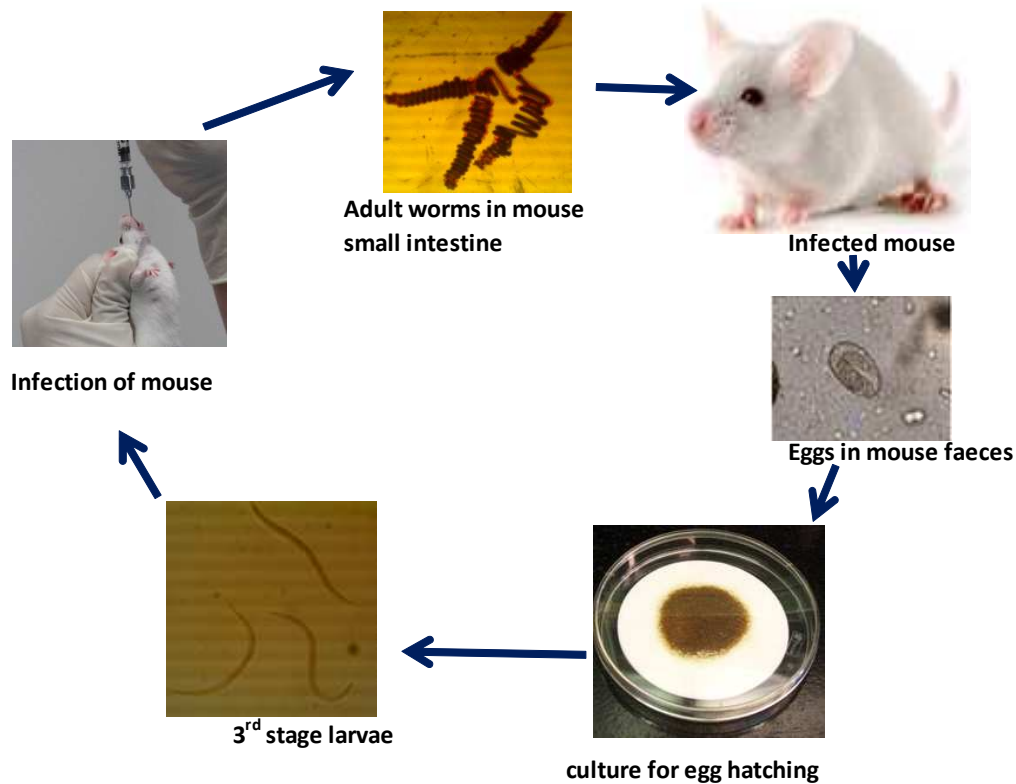 Adult worms in mouse
small intestine
Infected mouse
Eggs in mouse faeces
culture for egg hatching
3rd stage larvae
Infection of mouse